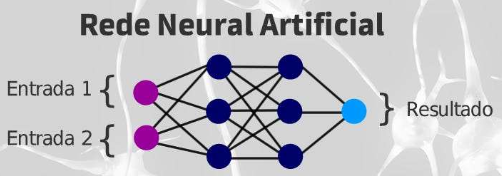 Rede Neural Artificial
Entrada 1
Entrada 2
Resultado